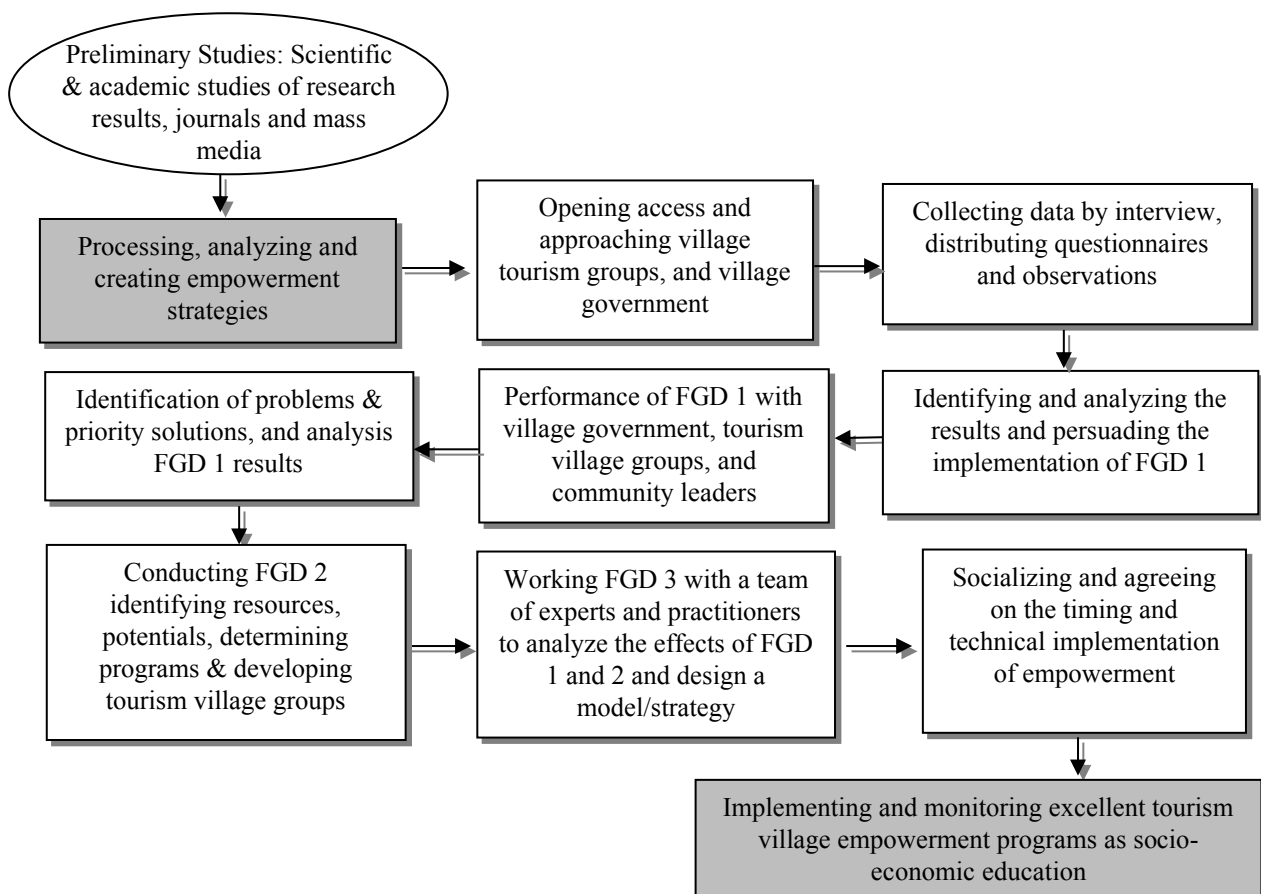 Preliminary Studies: Scientific
& academic studies of research
results, journals and mass
media
Processing, analyzing and
creating empowerment
strategies
Opening access and
approaching village
tourism groups, and village
government
Collecting data by interview,
distributing questionnaires
and observations
Identifying and analyzing the
results and persuading the
implementation of FGD 1
Performance of FGD 1 with
village government, tourism
village groups, and
community leaders
Identification of problems &
priority solutions, and analysis
FGD 1 results
Conducting FGD 2
identifying resources,
potentials, determining
programs & developing
tourism village groups
Working FGD 3 with a team
of experts and practitioners
to analyze the effects of FGD
1 and 2 and design a
model/strategy
Socializing and agreeing
on the timing and
technical implementation
of empowerment
Implementing and monitoring excellent tourism
village empowerment programs as socio-
economic education